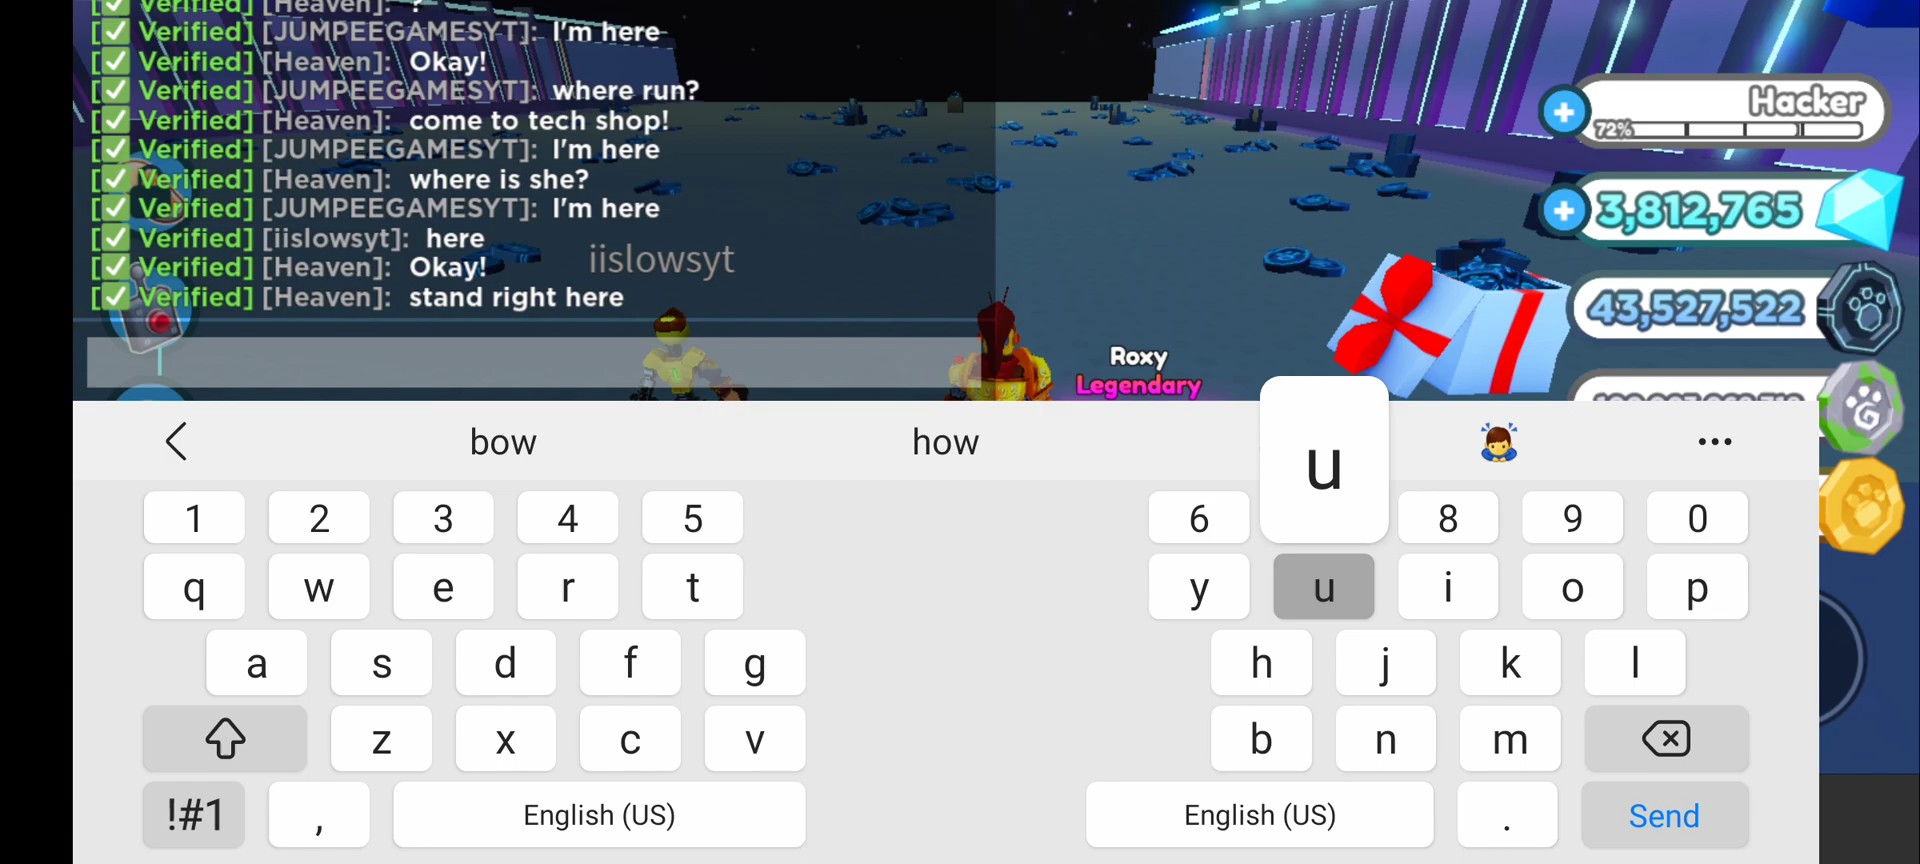 [✅ Verified] [Heaven]: ?
[✅ Verified] [JUMPEEGAMESYT]: I'm here
[✅ Verified] [Heaven]: Okay!
[✅ Verified] [JUMPEEGAMESYT]: where run?
[✅ Verified] [Heaven]: come to tech shop!
[✅ Verified] [JUMPEEGAMESYT]: I'm here
[✅ Verified] [Heaven]: where is she?
[✅ Verified] [JUMPEEGAMESYT]: I'm here
[✅ Verified] [iislowsyt]: here
[✅ Verified] [Heaven]: Okay!
[✅ Verified] [Heaven]: stand right here
iislowsyt
Hacker
72%
3,812,765
43,527,522
Roxy
Legendary
bow how
u
1 2 3 4 5 6 8 9 0
q w e r t y u i o p
a s d f g h j k l
z x c v b n m
!#1 , English (US) English (US) . Send